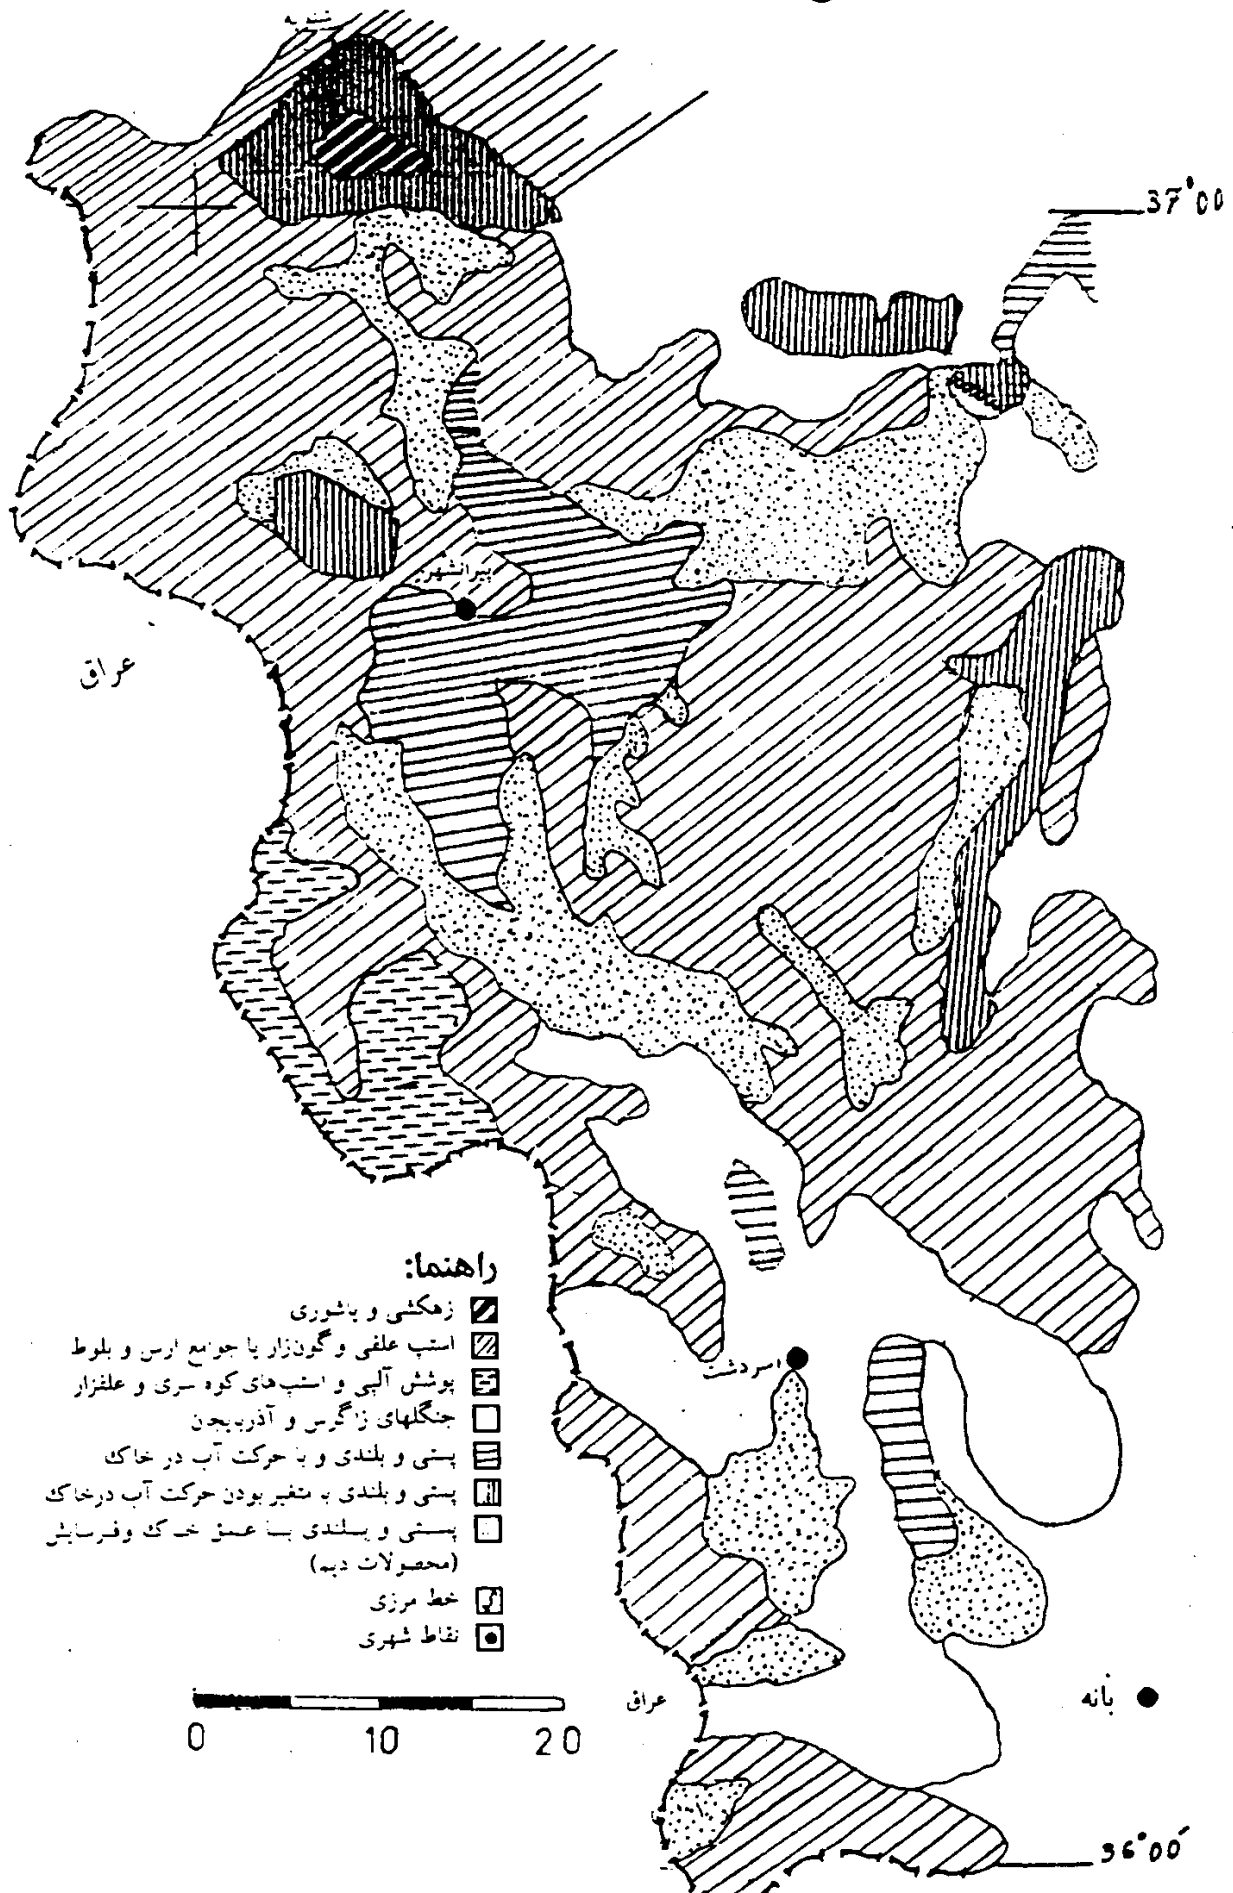 37°00
پیرانشهر
عراق
راهنما:
زهکشی و باشوری
استپ علفی و گون‌زار با جوامع ارس و بلوط
پوشش آلپی و استپ‌های کوه سری و علفزار
جنگلهای زاگرس و آذربایجان
پستی و بلندی و با حرکت آب در خاک
پستی و بلندی با متغیر بودن حرکت آب درخاک
پستی و بلندی با عمق خاک وفرسایش
(محصولات دیم)
خط مرزی
نقاط شهری
سردشت
عراق
بانه
0 10 20
36°00′